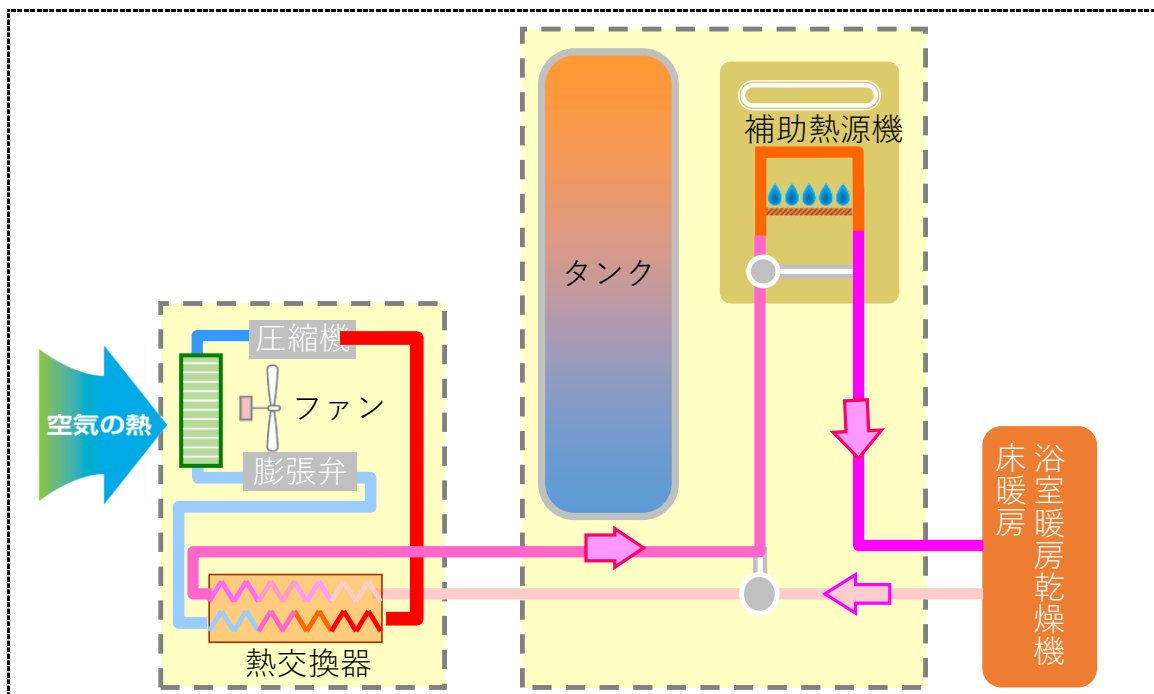 補助熱源機
タンク
圧縮機
空気の熱
ファン
膨張弁
熱交換器
浴室暖房乾燥機
床暖房